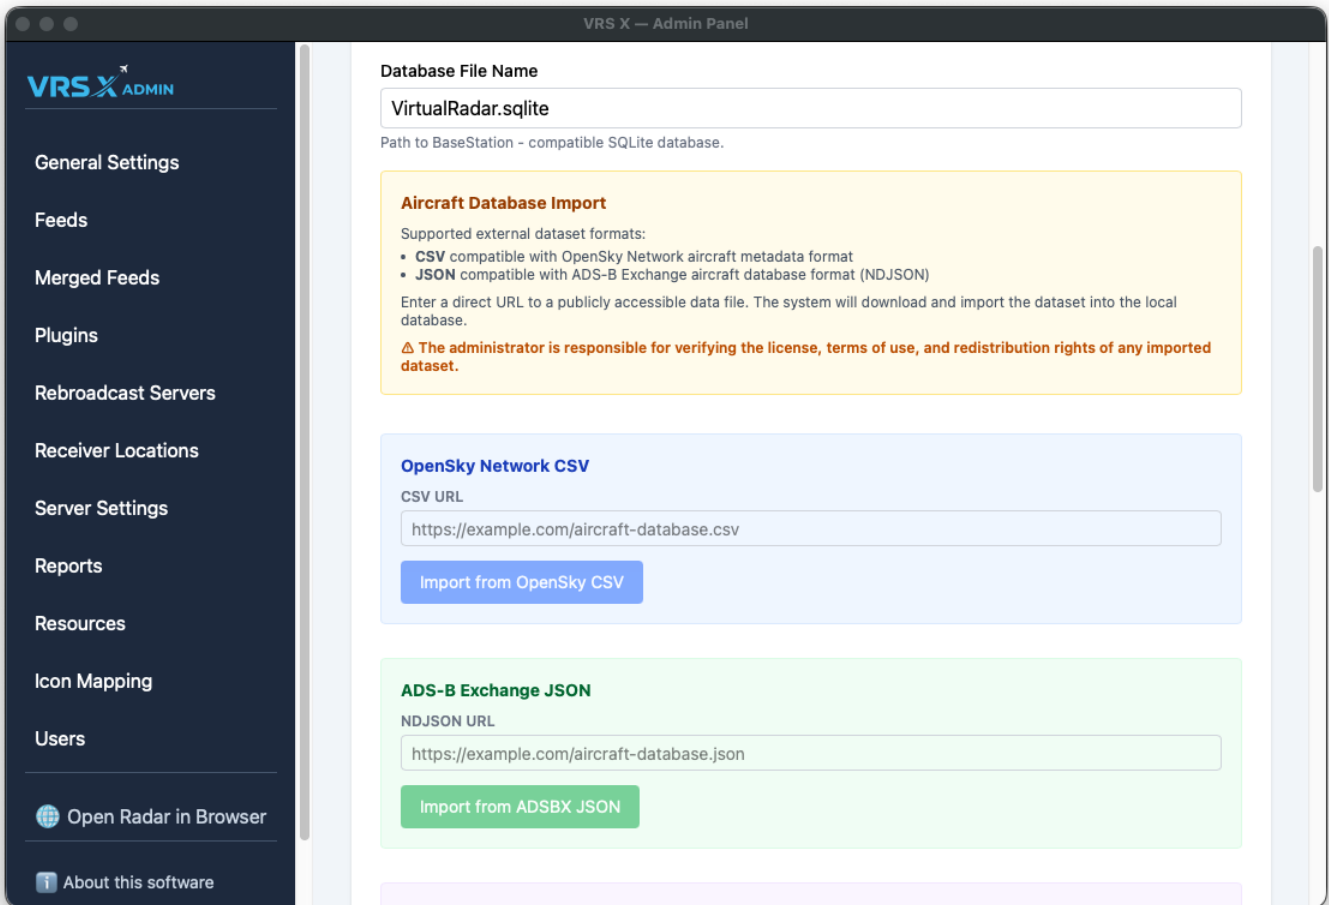 VRS X — Admin Panel
VRS X ADMIN
General Settings
Feeds
Merged Feeds
Plugins
Rebroadcast Servers
Receiver Locations
Server Settings
Reports
Resources
Icon Mapping
Users
Open Radar in Browser
About this software
Database File Name
VirtualRadar.sqlite
Path to BaseStation - compatible SQLite database.
Aircraft Database Import
Supported external dataset formats:
• CSV compatible with OpenSky Network aircraft metadata format
• JSON compatible with ADS-B Exchange aircraft database format (NDJSON)
Enter a direct URL to a publicly accessible data file. The system will download and import the dataset into the local
database.
⚠ The administrator is responsible for verifying the license, terms of use, and redistribution rights of any imported
dataset.
OpenSky Network CSV
CSV URL
https://example.com/aircraft-database.csv
Import from OpenSky CSV
ADS-B Exchange JSON
NDJSON URL
https://example.com/aircraft-database.json
Import from ADSBX JSON